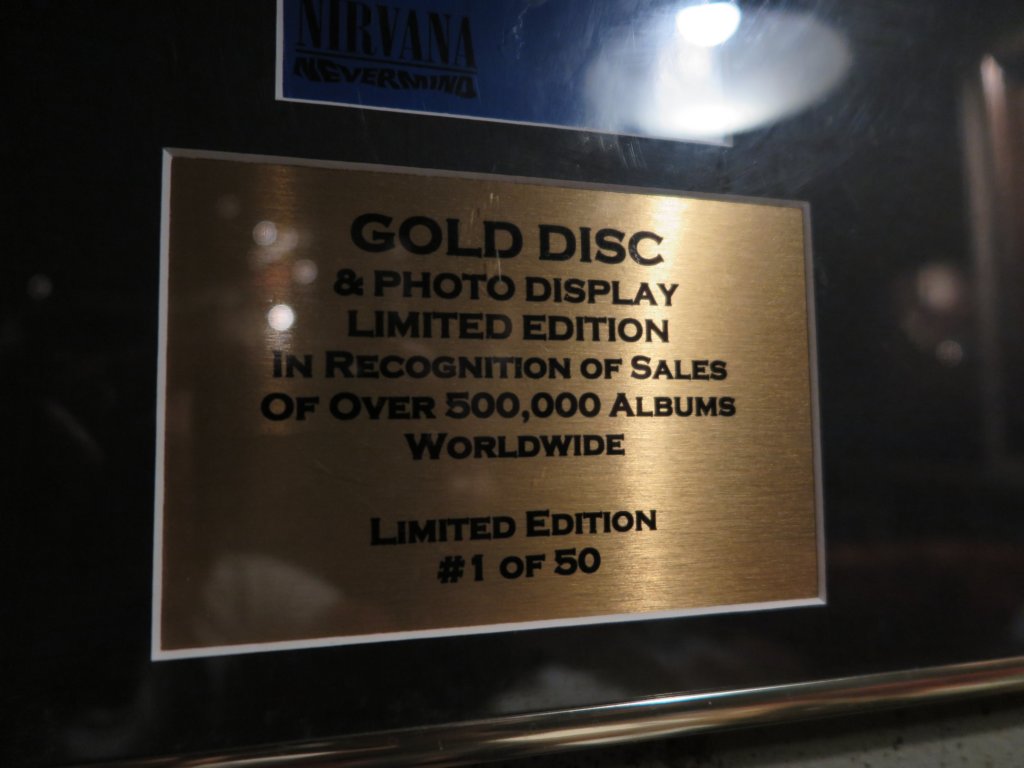 NIRVANA
NEVERMIND
GOLD DISC
& PHOTO DISPLAY
LIMITED EDITION
IN RECOGNITION OF SALES
OF OVER 500,000 ALBUMS
WORLDWIDE
LIMITED EDITION
#1 OF 50